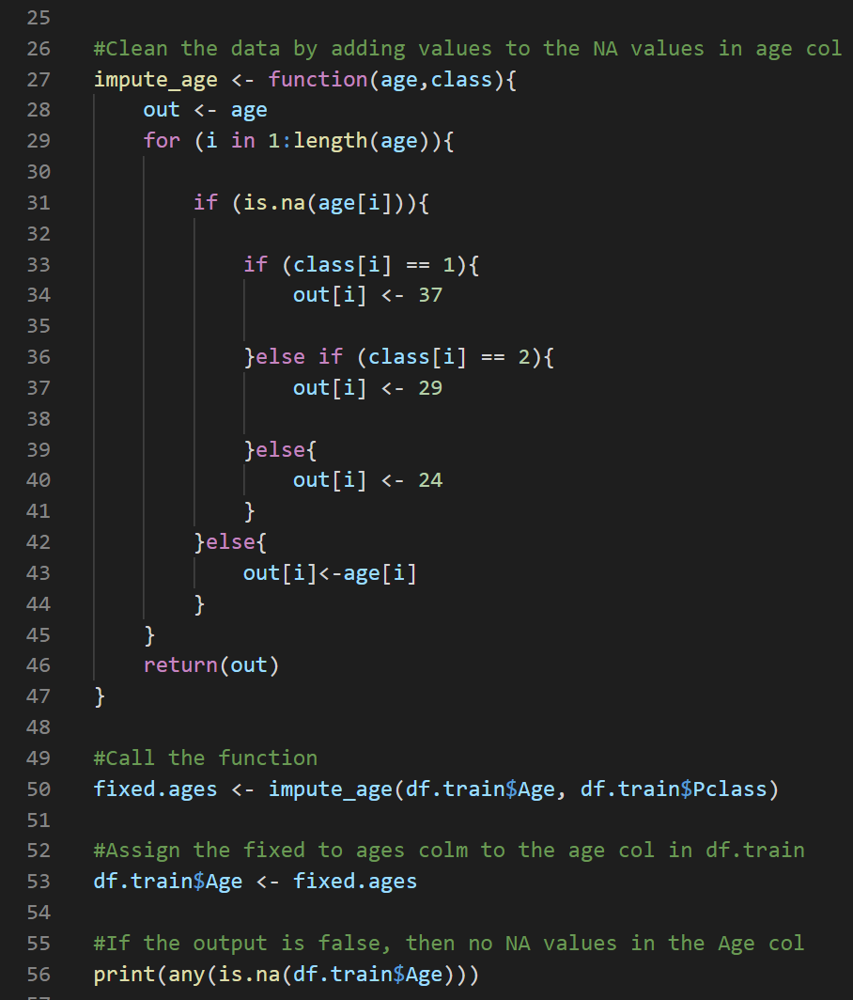 25
26 #Clean the data by adding values to the NA values in age col
27 impute_age <- function(age,class){
28     out <- age
29     for (i in 1:length(age)){
30
31         if (is.na(age[i])){
32
33             if (class[i] == 1){
34                 out[i] <- 37
35
36             }else if (class[i] == 2){
37                 out[i] <- 29
38
39             }else{
40                 out[i] <- 24
41             }
42         }else{
43             out[i]<-age[i]
44         }
45     }
46     return(out)
47 }
48
49 #Call the function
50 fixed.ages <- impute_age(df.train$Age, df.train$Pclass)
51
52 #Assign the fixed to ages colm to the age col in df.train
53 df.train$Age <- fixed.ages
54
55 #If the output is false, then no NA values in the Age col
56 print(any(is.na(df.train$Age)))